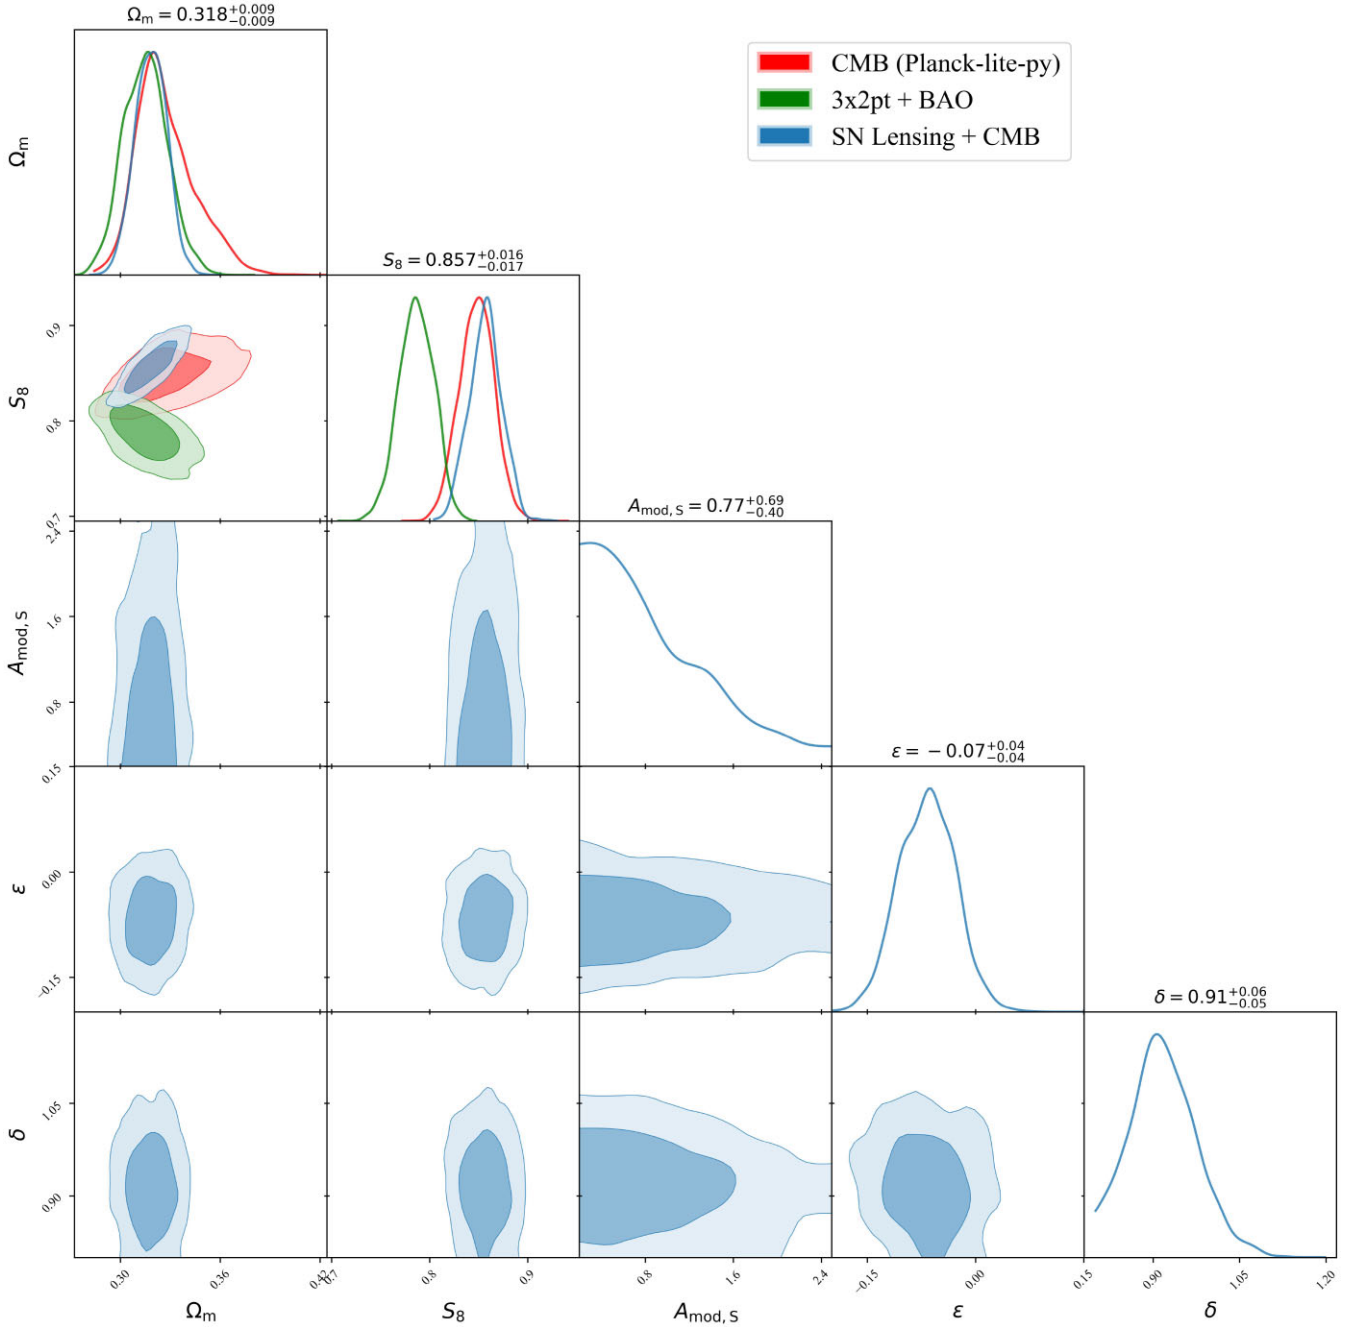 Ωm = 0.318 +0.009 −0.009
CMB (Planck-lite-py)
3x2pt + BAO
SN Lensing + CMB
Ωm
S8 = 0.857 +0.016 −0.017
0.9
S8
0.8
0.7
Amod, S = 0.77 +0.69 −0.40
2.4
1.6
Amod, S
0.8
ε = −0.07 +0.04 −0.04
0.15
0.00
ε
−0.15
δ = 0.91 +0.06 −0.05
1.05
δ
0.90
0.30 0.36 0.42 0.7 0.8 0.9 0.8 1.6 2.4 −0.15 0.00 0.15 0.90 1.05 1.20
Ωm S8 Amod, S ε δ